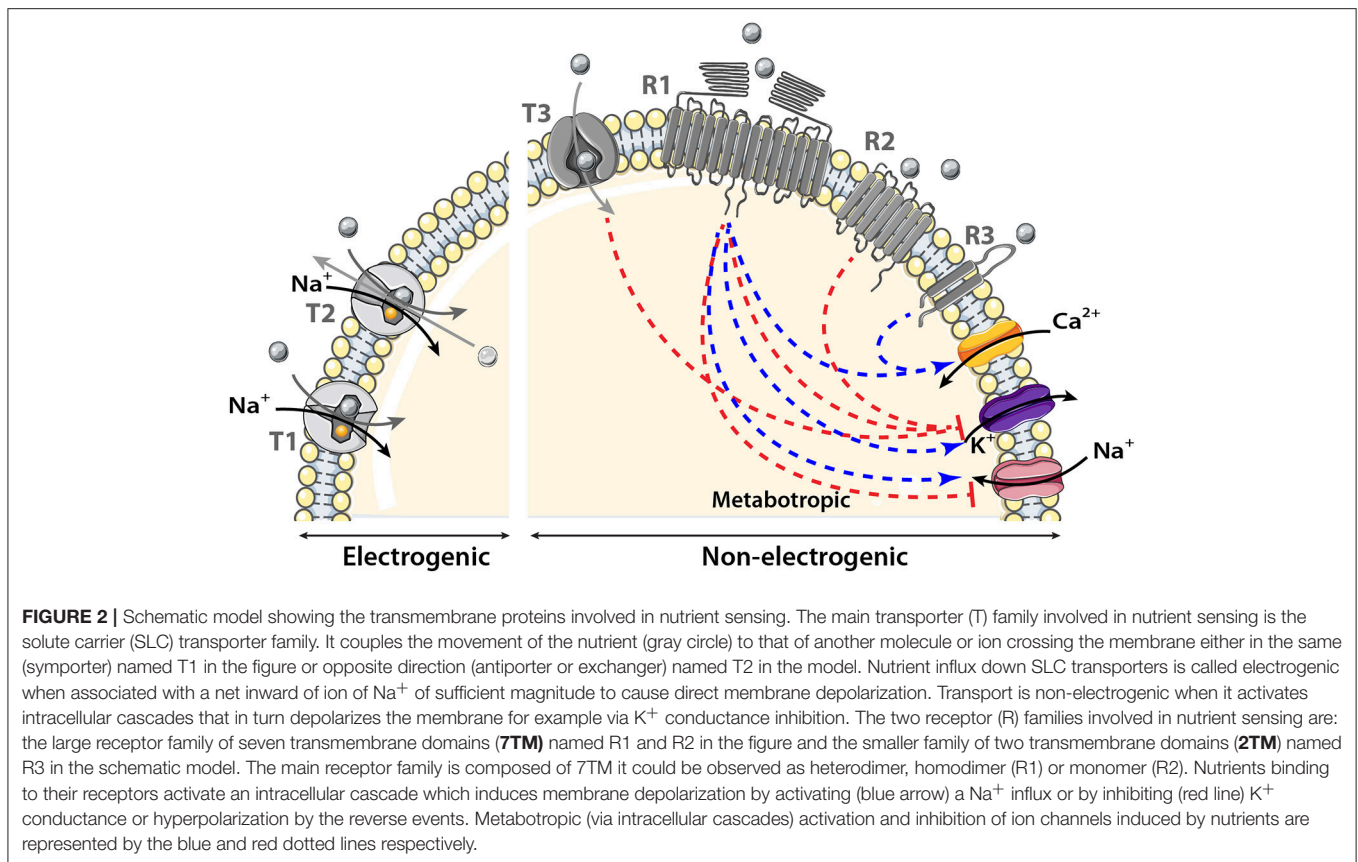 R1
T3
R2
R3
Na+
T2
Ca2+
Na+
T1
K+
Na+
Metabotropic
Electrogenic
Non-electrogenic
FIGURE 2 | Schematic model showing the transmembrane proteins involved in nutrient sensing. The main transporter (T) family involved in nutrient sensing is the
solute carrier (SLC) transporter family. It couples the movement of the nutrient (gray circle) to that of another molecule or ion crossing the membrane either in the same
(symporter) named T1 in the figure or opposite direction (antiporter or exchanger) named T2 in the model. Nutrient influx down SLC transporters is called electrogenic
when associated with a net inward of ion of Na+ of sufficient magnitude to cause direct membrane depolarization. Transport is non-electrogenic when it activates
intracellular cascades that in turn depolarizes the membrane for example via K+ conductance inhibition. The two receptor (R) families involved in nutrient sensing are:
the large receptor family of seven transmembrane domains (7TM) named R1 and R2 in the figure and the smaller family of two transmembrane domains (2TM) named
R3 in the schematic model. The main receptor family is composed of 7TM it could be observed as heterodimer, homodimer (R1) or monomer (R2). Nutrients binding
to their receptors activate an intracellular cascade which induces membrane depolarization by activating (blue arrow) a Na+ influx or by inhibiting (red line) K+
conductance or hyperpolarization by the reverse events. Metabotropic (via intracellular cascades) activation and inhibition of ion channels induced by nutrients are
represented by the blue and red dotted lines respectively.